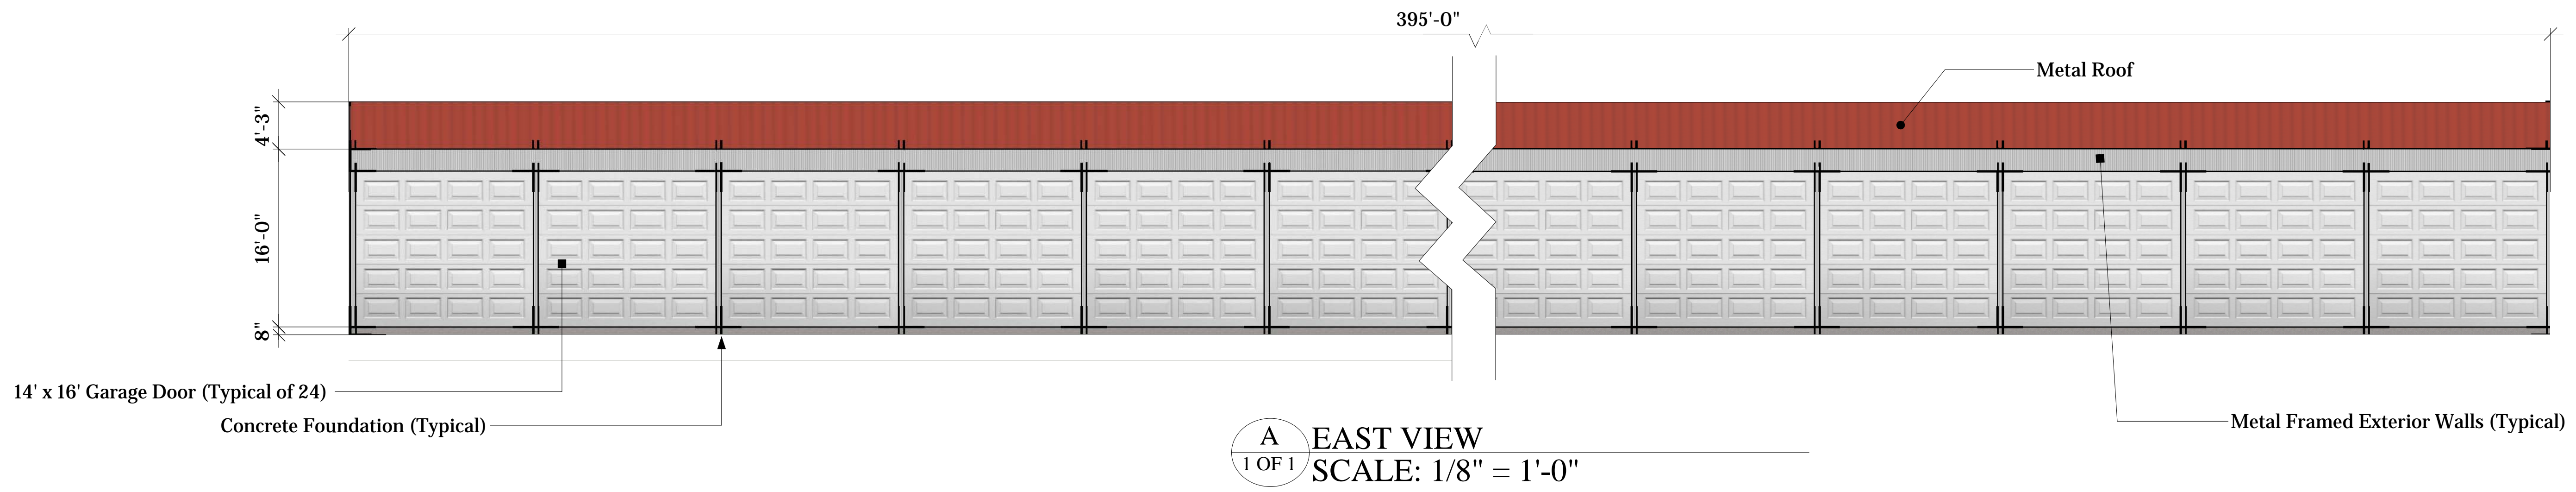 395'-0"
Metal Roof
4'-3"
16'-0"
8"
14' x 16' Garage Door (Typical of 24)
Concrete Foundation (Typical)
Metal Framed Exterior Walls (Typical)
A
1 OF 1
EAST VIEW
SCALE: 1/8" = 1'-0"